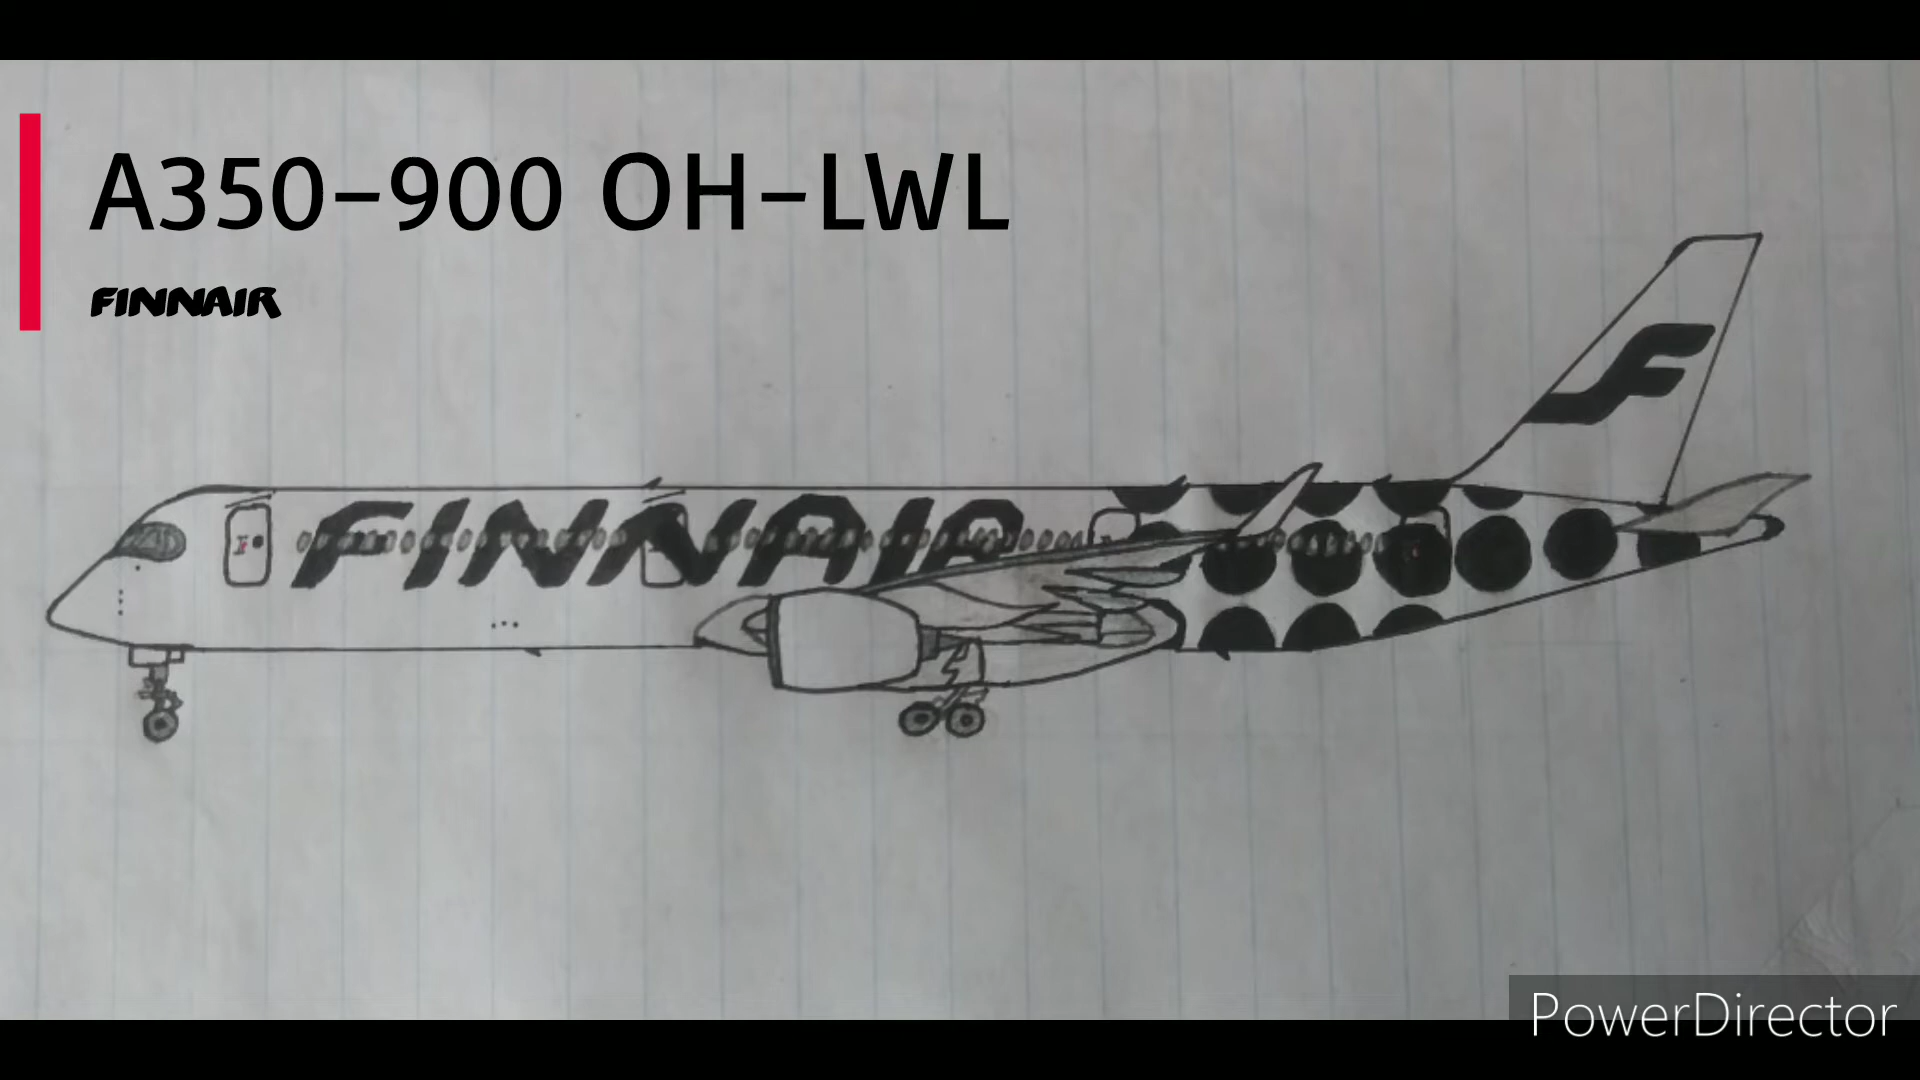 A350-900 OH-LWL
FINNAIR
FINNAIR
F
PowerDirector